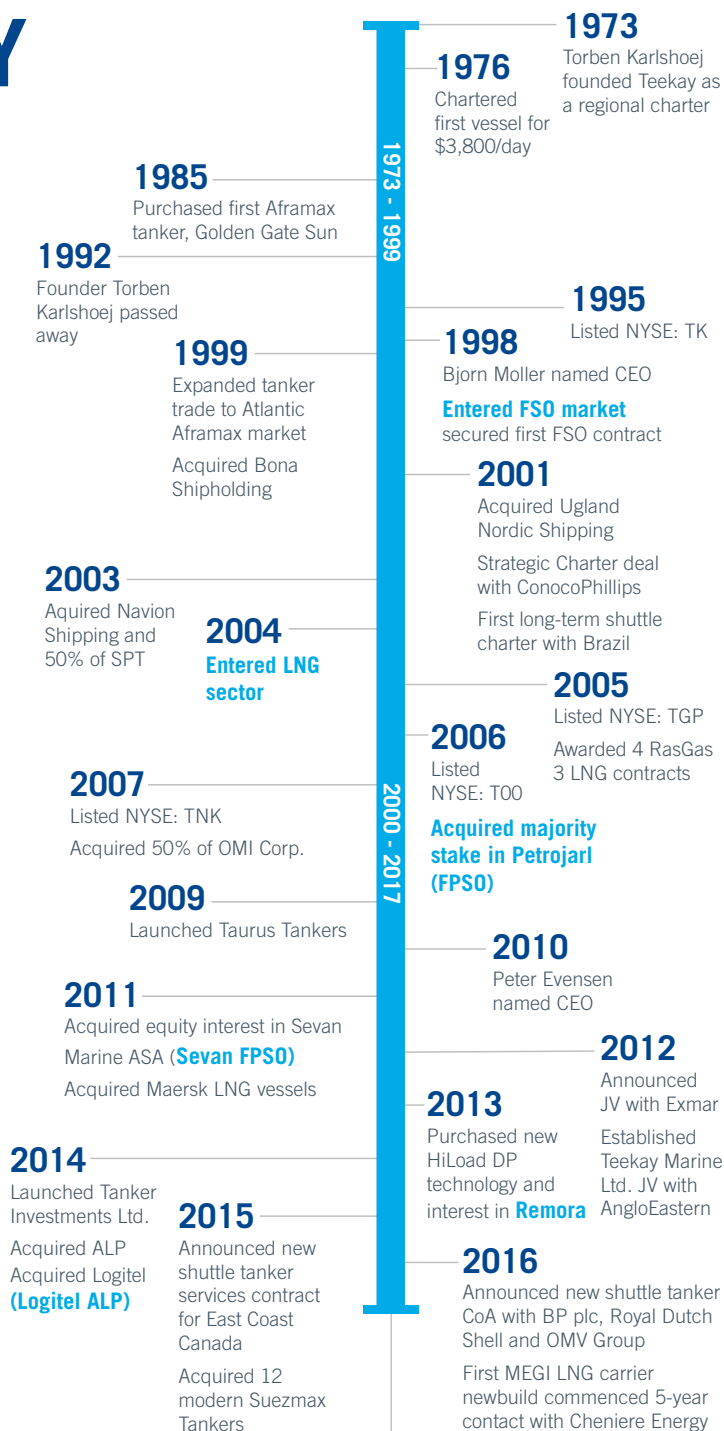 Y
1973
Torben Karlshoej
founded Teekay as
a regional charter
1976
Chartered
first vessel for
$3,800/day
1973 - 1999
1985
Purchased first Aframax
tanker, Golden Gate Sun
1992
Founder Torben
Karlshoej passed
away
1995
Listed NYSE: TK
1998
Bjorn Moller named CEO
Entered FSO market
secured first FSO contract
1999
Expanded tanker
trade to Atlantic
Aframax market
Acquired Bona
Shipholding
2001
Acquired Ugland
Nordic Shipping
Strategic Charter deal
with ConocoPhillips
First long-term shuttle
charter with Brazil
2003
Aquired Navion
Shipping and
50% of SPT
2004
Entered LNG
sector
2005
Listed NYSE: TGP
Awarded 4 RasGas
3 LNG contracts
2006
Listed
NYSE: TOO
Acquired majority
stake in Petrojarl
(FPSO)
2000 - 2017
2007
Listed NYSE: TNK
Acquired 50% of OMI Corp.
2009
Launched Taurus Tankers
2010
Peter Evensen
named CEO
2011
Acquired equity interest in Sevan
Marine ASA (Sevan FPSO)
Acquired Maersk LNG vessels
2012
Announced
JV with Exmar
Established
Teekay Marine
Ltd. JV with
AngloEastern
2013
Purchased new
HiLoad DP
technology and
interest in Remora
2014
Launched Tanker
Investments Ltd.
Acquired ALP
Acquired Logitel
(Logitel ALP)
2015
Announced new
shuttle tanker
services contract
for East Coast
Canada
Acquired 12
modern Suezmax
Tankers
2016
Announced new shuttle tanker
CoA with BP plc, Royal Dutch
Shell and OMV Group
First MEGI LNG carrier
newbuild commenced 5-year
contact with Cheniere Energy